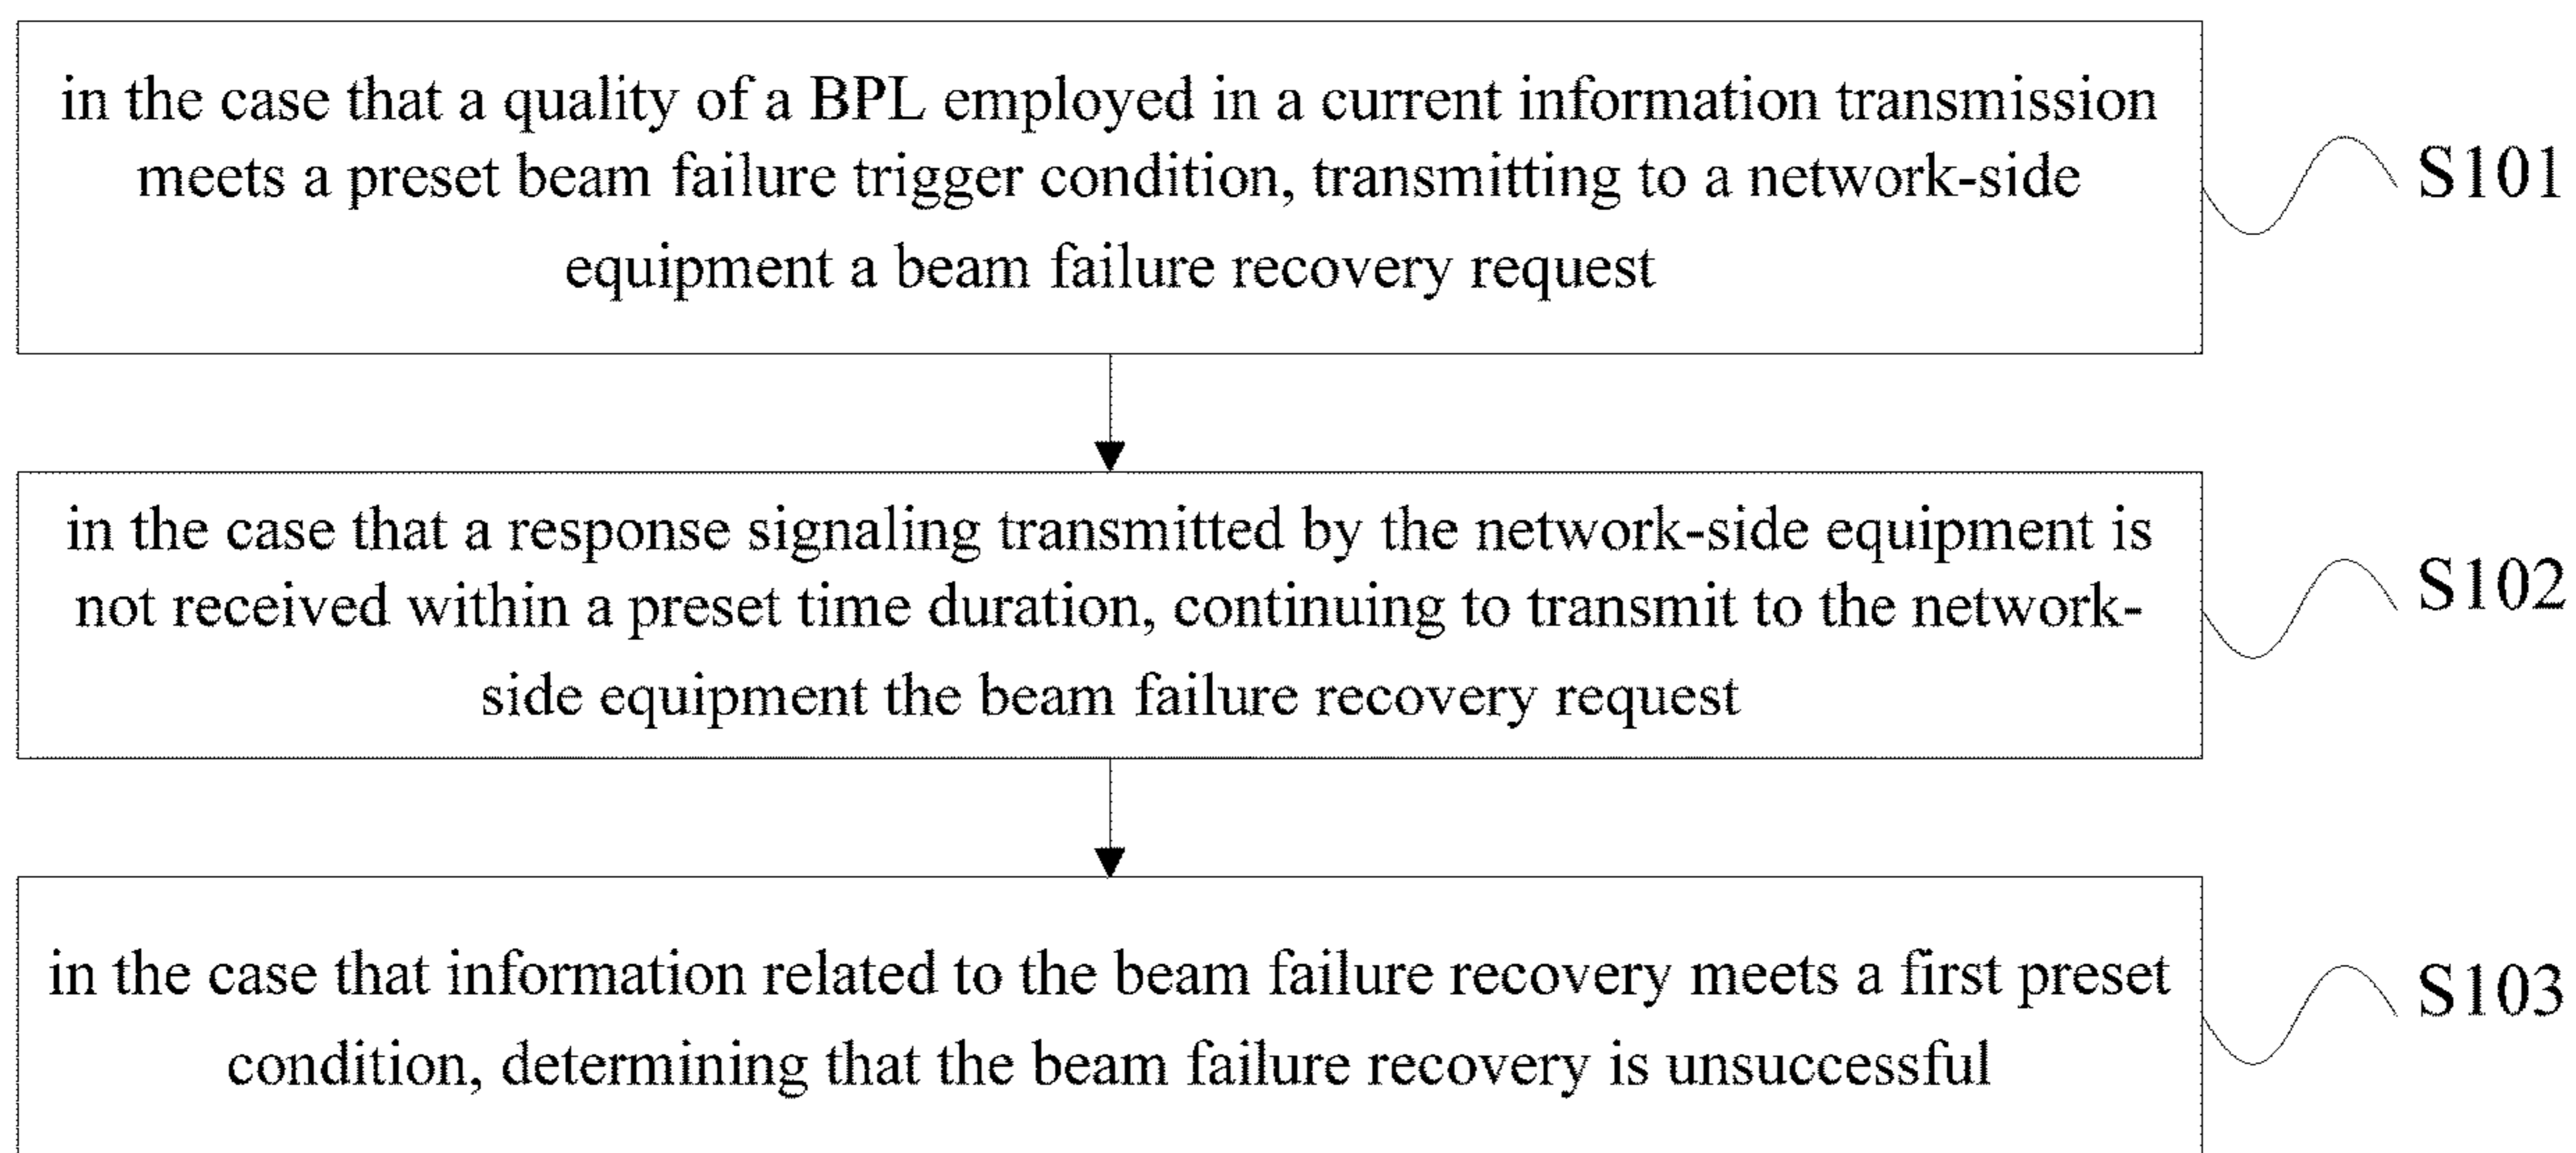 in the case that a quality of a BPL employed in a current information transmission
meets a preset beam failure trigger condition, transmitting to a network-side
equipment a beam failure recovery request
S101
in the case that a response signaling transmitted by the network-side equipment is
not received within a preset time duration, continuing to transmit to the network-
side equipment the beam failure recovery request
S102
in the case that information related to the beam failure recovery meets a first preset
condition, determining that the beam failure recovery is unsuccessful
S103